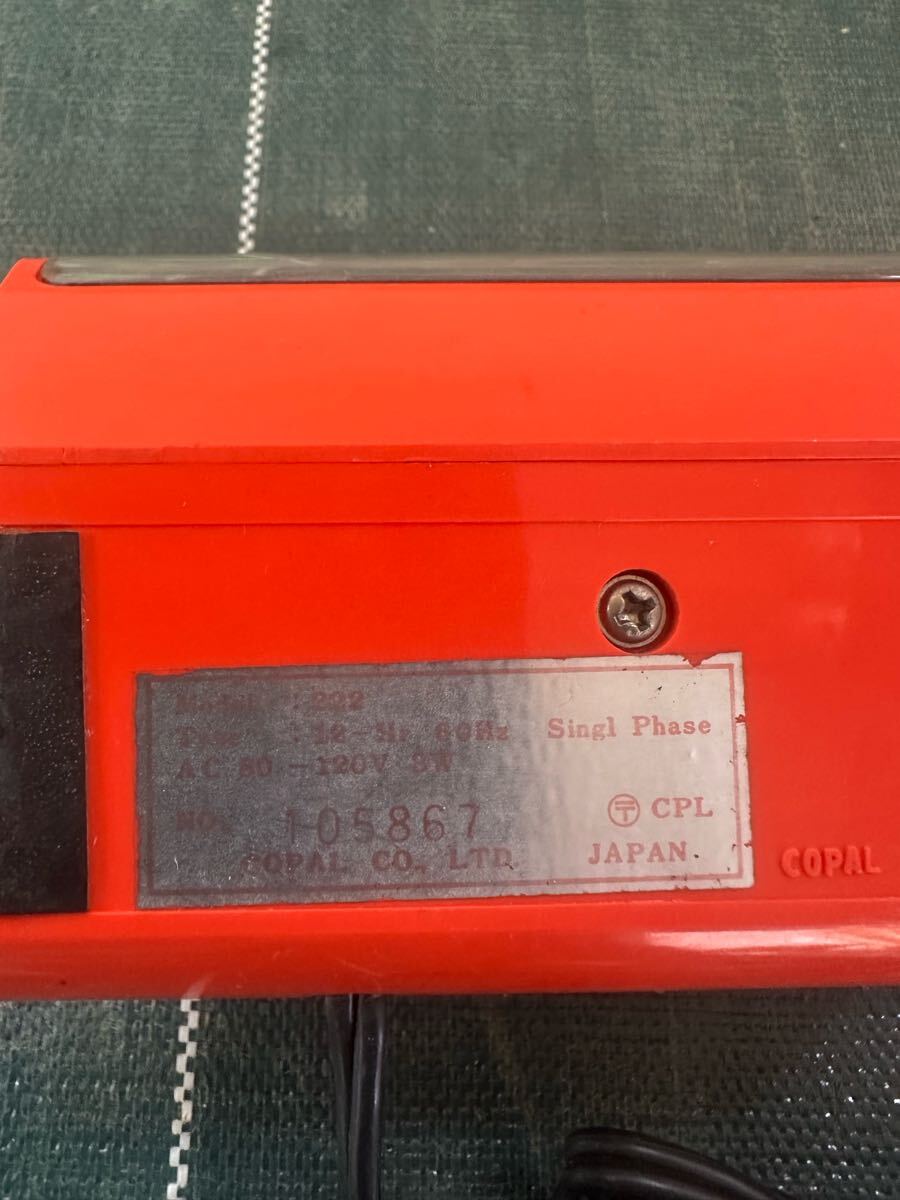 Model 222
Type 12-Hr 60Hz Singl Phase
AC 80-120V 3W
NO. 105867 〶 CPL
COPAL CO., LTD. JAPAN
COPAL